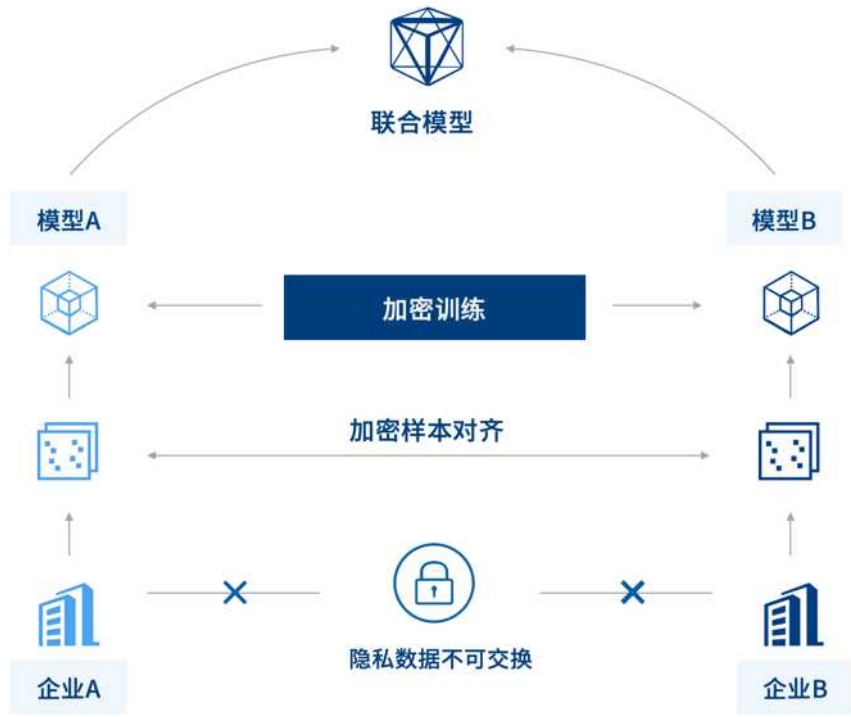 联合模型
模型A
模型B
加密训练
加密样本对齐
隐私数据不可交换
企业A
企业B